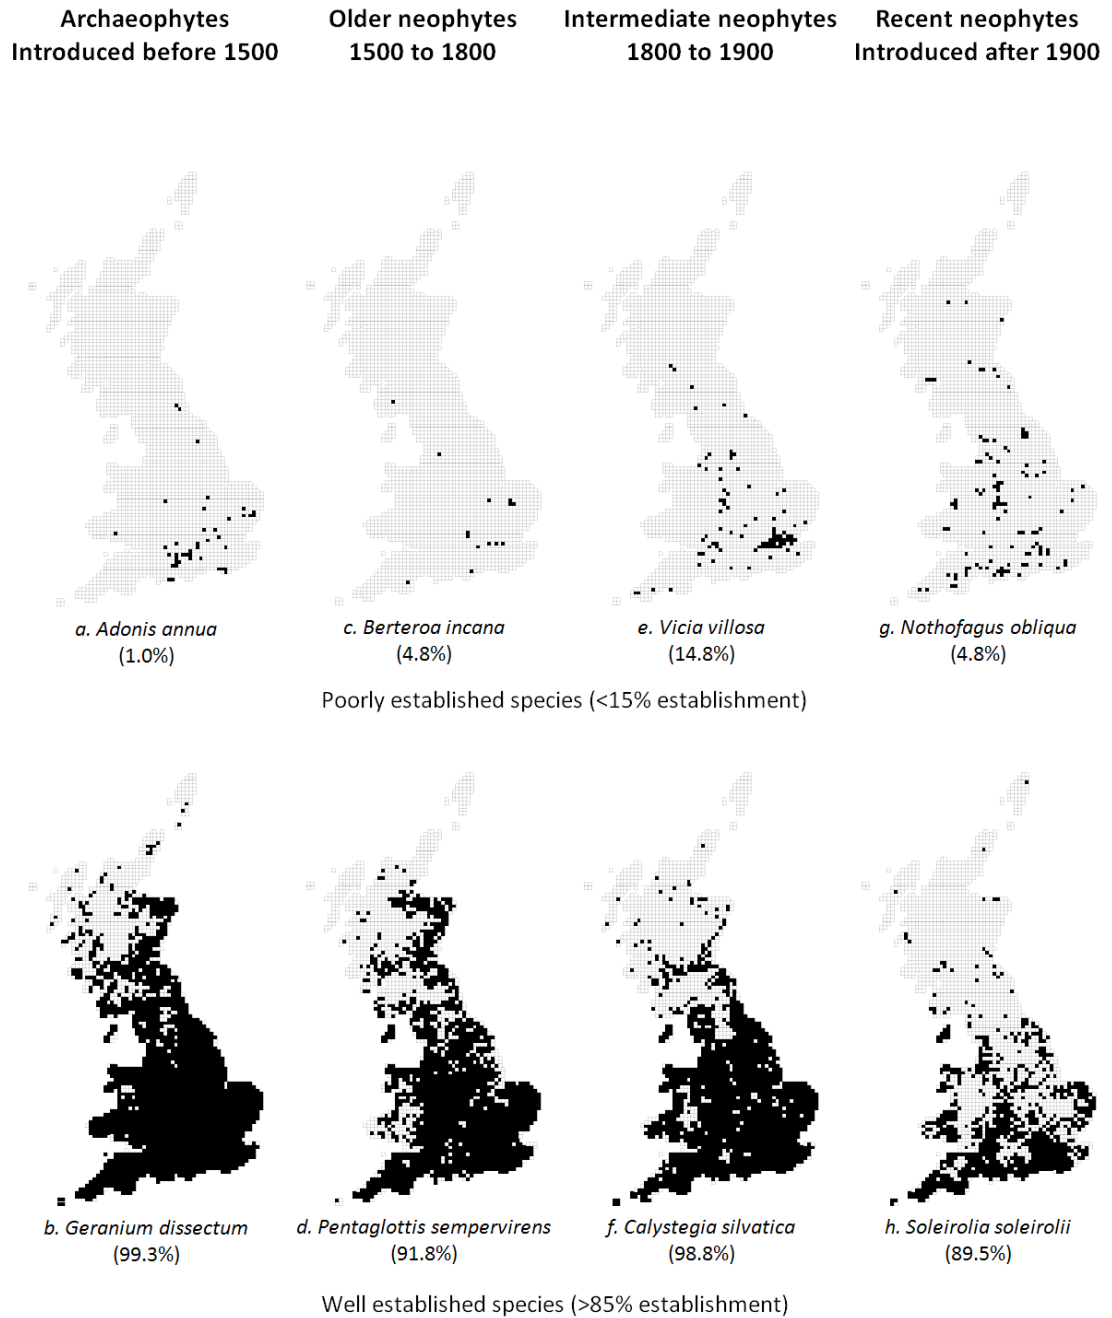 Archaeophytes
Introduced before 1500
Older neophytes
1500 to 1800
Intermediate neophytes
1800 to 1900
Recent neophytes
Introduced after 1900
a. Adonis annua
(1.0%)
c. Berteroa incana
(4.8%)
e. Vicia villosa
(14.8%)
g. Nothofagus obliqua
(4.8%)
Poorly established species (<15% establishment)
b. Geranium dissectum
(99.3%)
d. Pentaglottis sempervirens
(91.8%)
f. Calystegia silvatica
(98.8%)
h. Soleirolia soleirolii
(89.5%)
Well established species (>85% establishment)